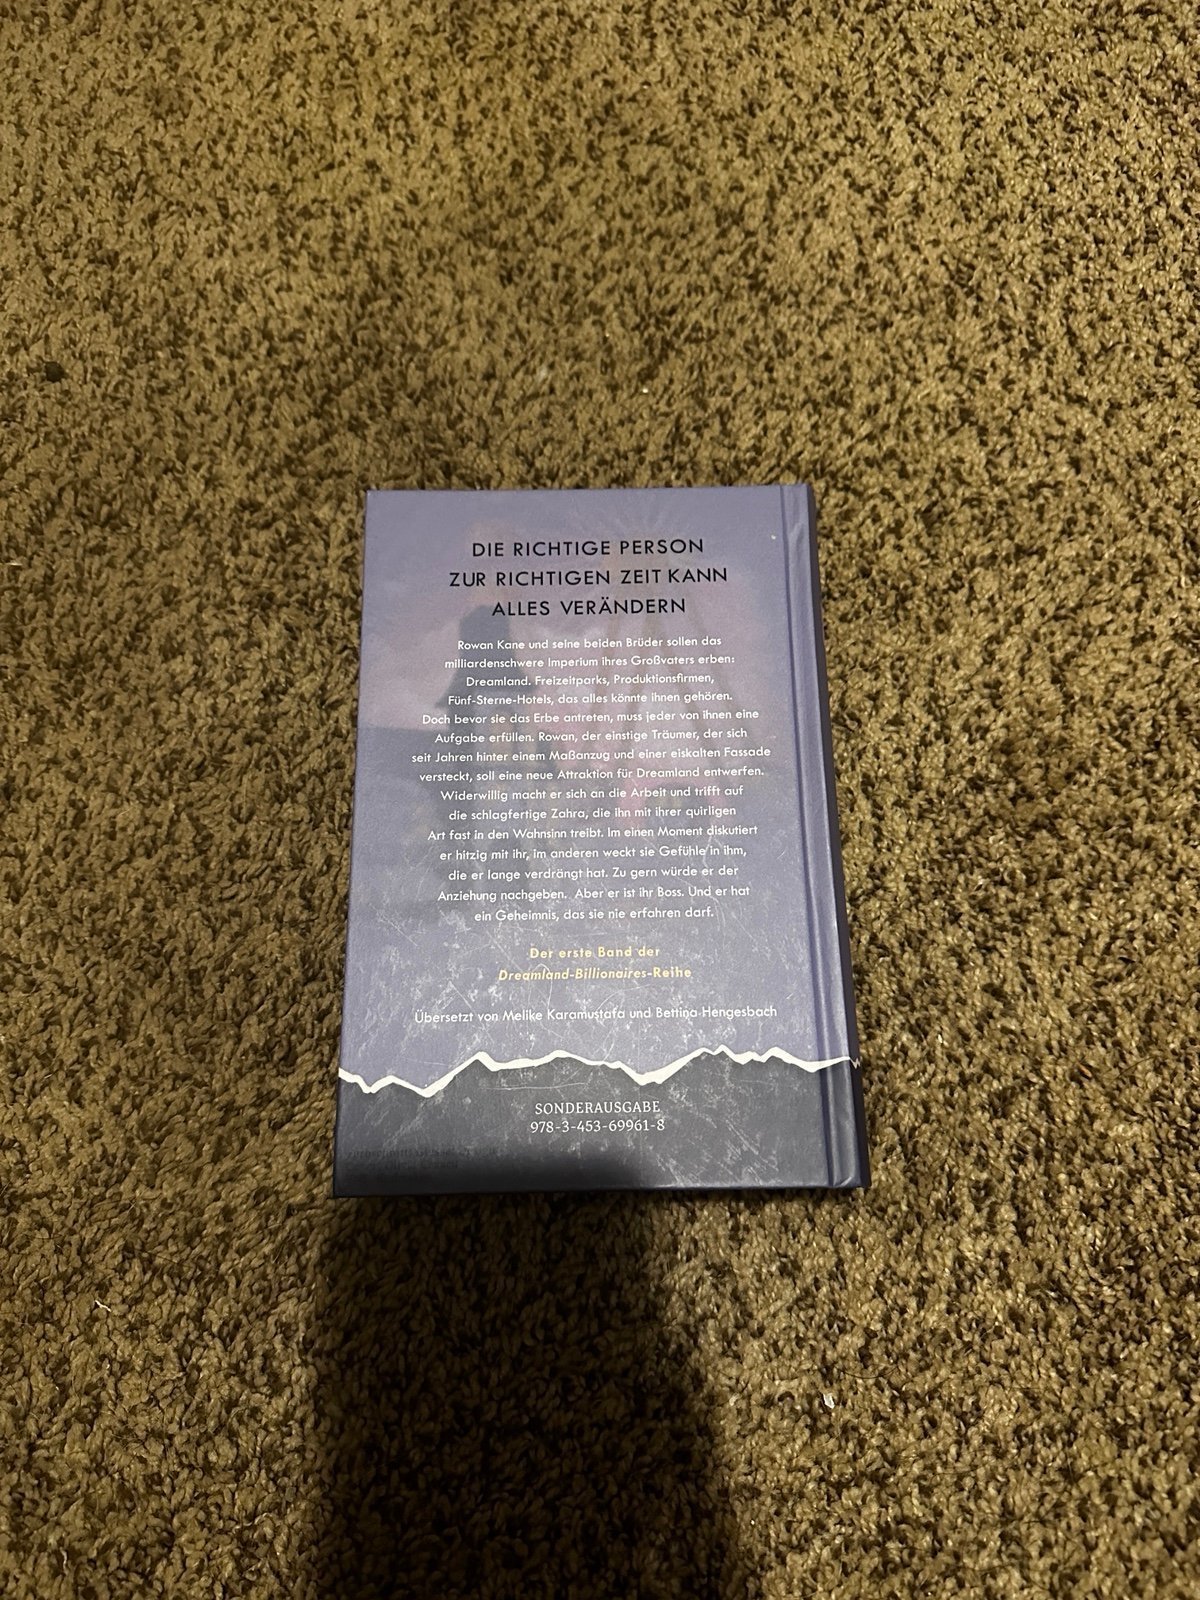 DIE RICHTIGE PERSON
ZUR RICHTIGEN ZEIT KANN
ALLES VERÄNDERN
Rowan Kane und seine beiden Brüder sollen das
milliardenschwere Imperium ihres Großvaters erben:
Dreamland. Freizeitparks, Produktionsfirmen,
Fünf-Sterne-Hotels, das alles könnte ihnen gehören.
Doch bevor sie das Erbe antreten, muss jeder von ihnen eine
Aufgabe erfüllen. Rowan, der einstige Träumer, der sich
seit Jahren hinter einem Maßanzug und einer eiskalten Fassade
versteckt, soll eine neue Attraktion für Dreamland entwerfen.
Widerwillig macht er sich an die Arbeit und trifft auf
die schlagfertige Zahra, die ihn mit ihrer quirligen
Art fast in den Wahnsinn treibt. Im einen Moment diskutiert
er hitzig mit ihr, im anderen weckt sie Gefühle in ihm,
die er lange verdrängt hat. Zu gern würde er der
Anziehung nachgeben. Aber er ist ihr Boss. Und er hat
ein Geheimnis, das sie nie erfahren darf.
Der erste Band der
Dreamland-Billionaires-Reihe
Übersetzt von Melike Karamustafa und Bettina Hengesbach
SONDERAUSGABE
978-3-453-69961-8